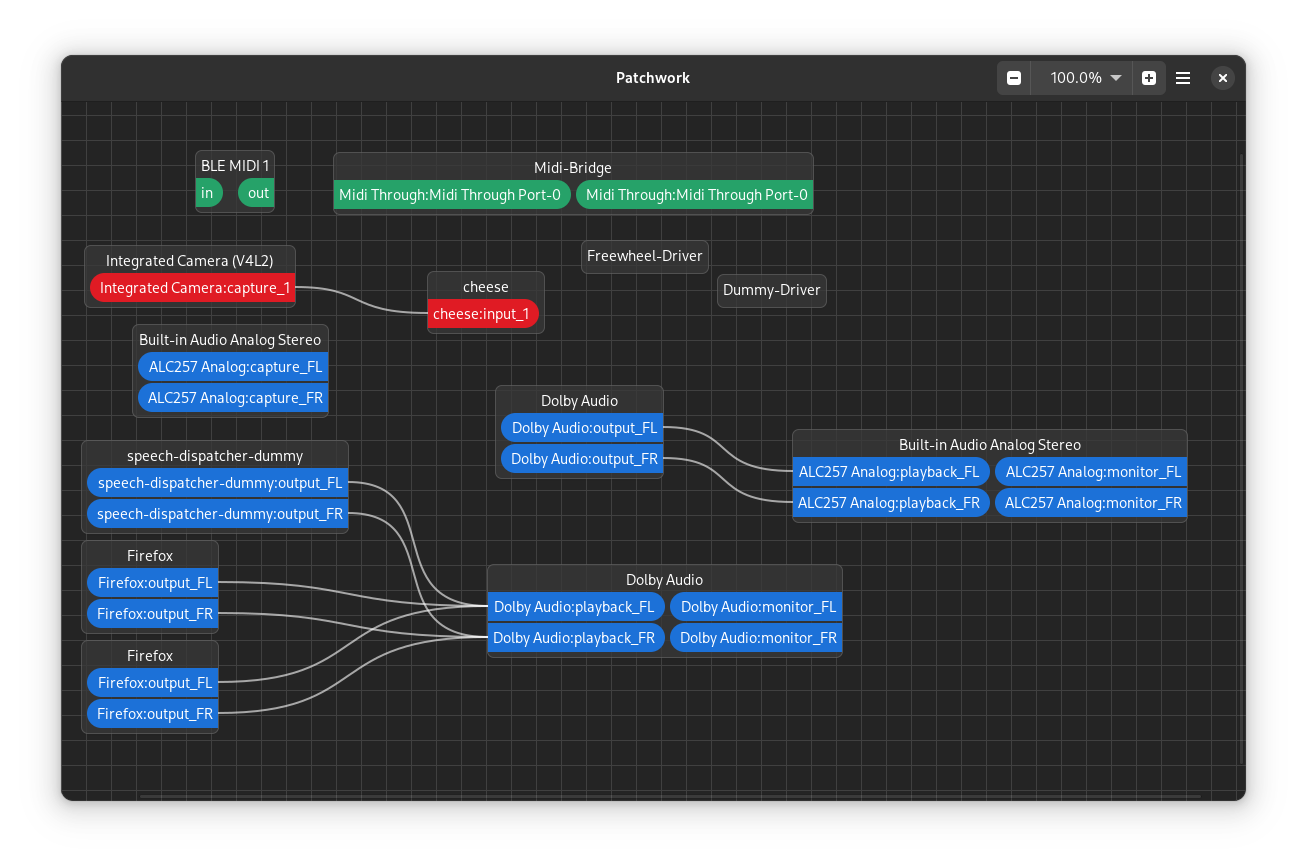 Patchwork
100.0%
BLE MIDI 1
in out
Midi-Bridge
Midi Through:Midi Through Port-0 Midi Through:Midi Through Port-0
Integrated Camera (V4L2)
Integrated Camera:capture_1
cheese
cheese:input_1
Freewheel-Driver
Dummy-Driver
Built-in Audio Analog Stereo
ALC257 Analog:capture_FL
ALC257 Analog:capture_FR
Dolby Audio
Dolby Audio:output_FL
Dolby Audio:output_FR
Built-in Audio Analog Stereo
ALC257 Analog:playback_FL ALC257 Analog:monitor_FL
ALC257 Analog:playback_FR ALC257 Analog:monitor_FR
speech-dispatcher-dummy
speech-dispatcher-dummy:output_FL
speech-dispatcher-dummy:output_FR
Firefox
Firefox:output_FL
Firefox:output_FR
Dolby Audio
Dolby Audio:playback_FL Dolby Audio:monitor_FL
Dolby Audio:playback_FR Dolby Audio:monitor_FR
Firefox
Firefox:output_FL
Firefox:output_FR